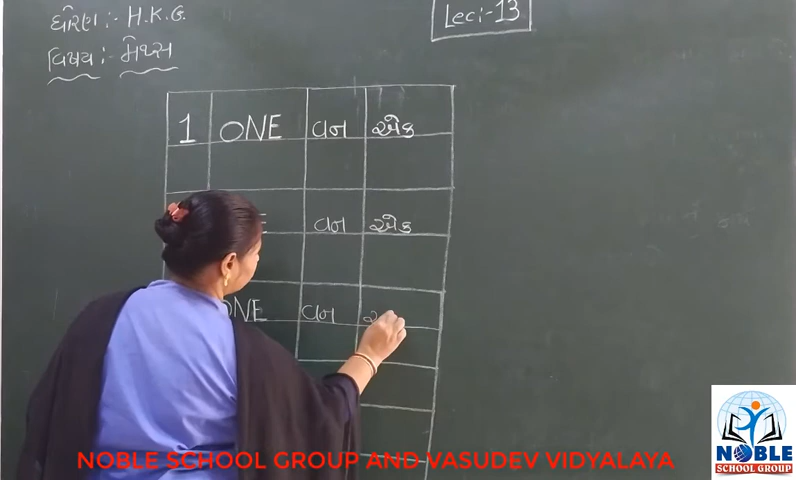 ધોરણ :- H.K.G.
વિષય :- મેથ્સ
Lec:- 13
1 ONE વન એક
વન એક
ONE વન
NOBLE SCHOOL GROUP AND VASUDEV VIDYALAYA
NOBLE
SCHOOL GROUP